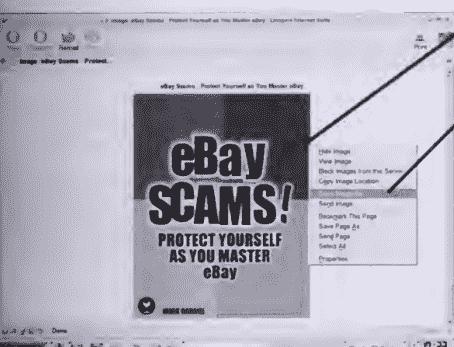 Reload
Print
eBay Scams : Protect Yourself as You Master eBay
eBay
SCAMS!
PROTECT YOURSELF
AS YOU MASTER
eBay
Hide Image
View Image
Block Images from this Server
Copy Image Location
Send Image
Bookmark This Page
Save Page As
Send Page
Select All
Properties
Done